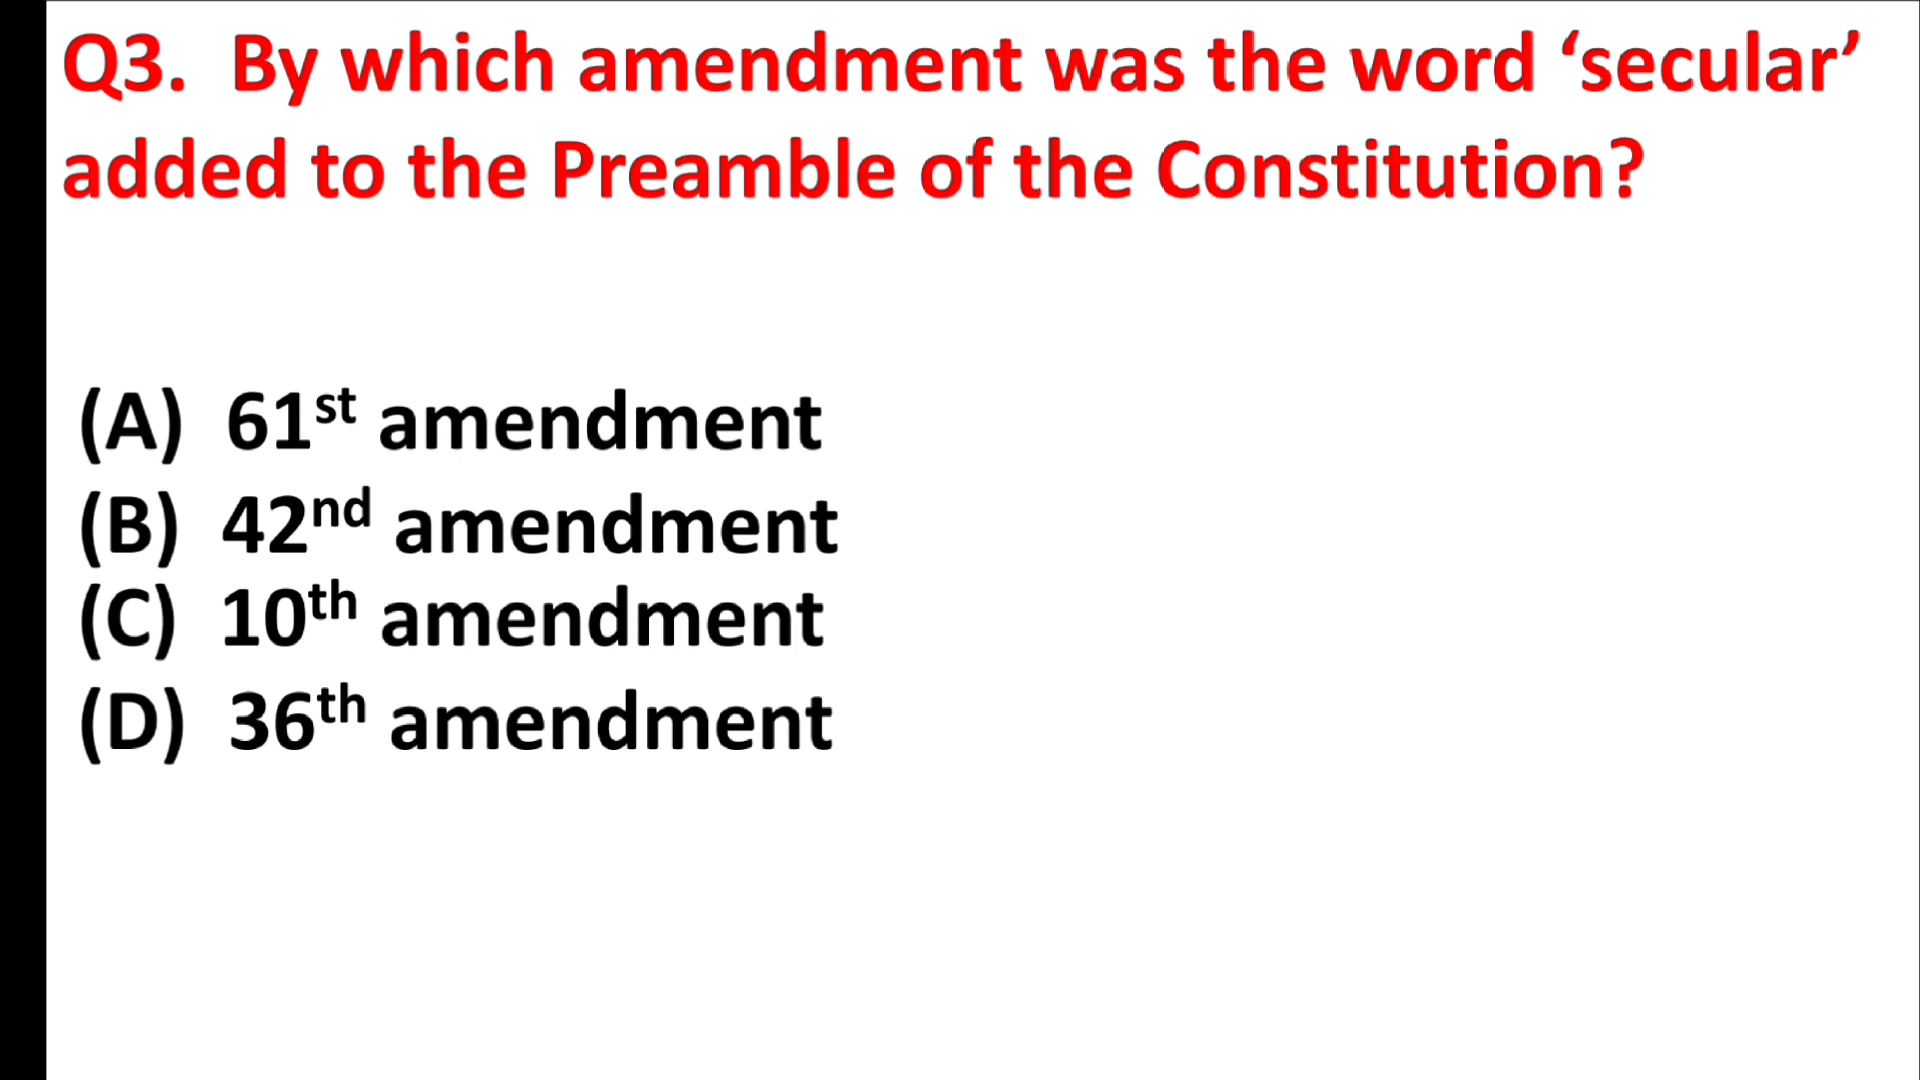 Q3. By which amendment was the word ‘secular’
added to the Preamble of the Constitution?
(A) 61st amendment
(B) 42nd amendment
(C) 10th amendment
(D) 36th amendment